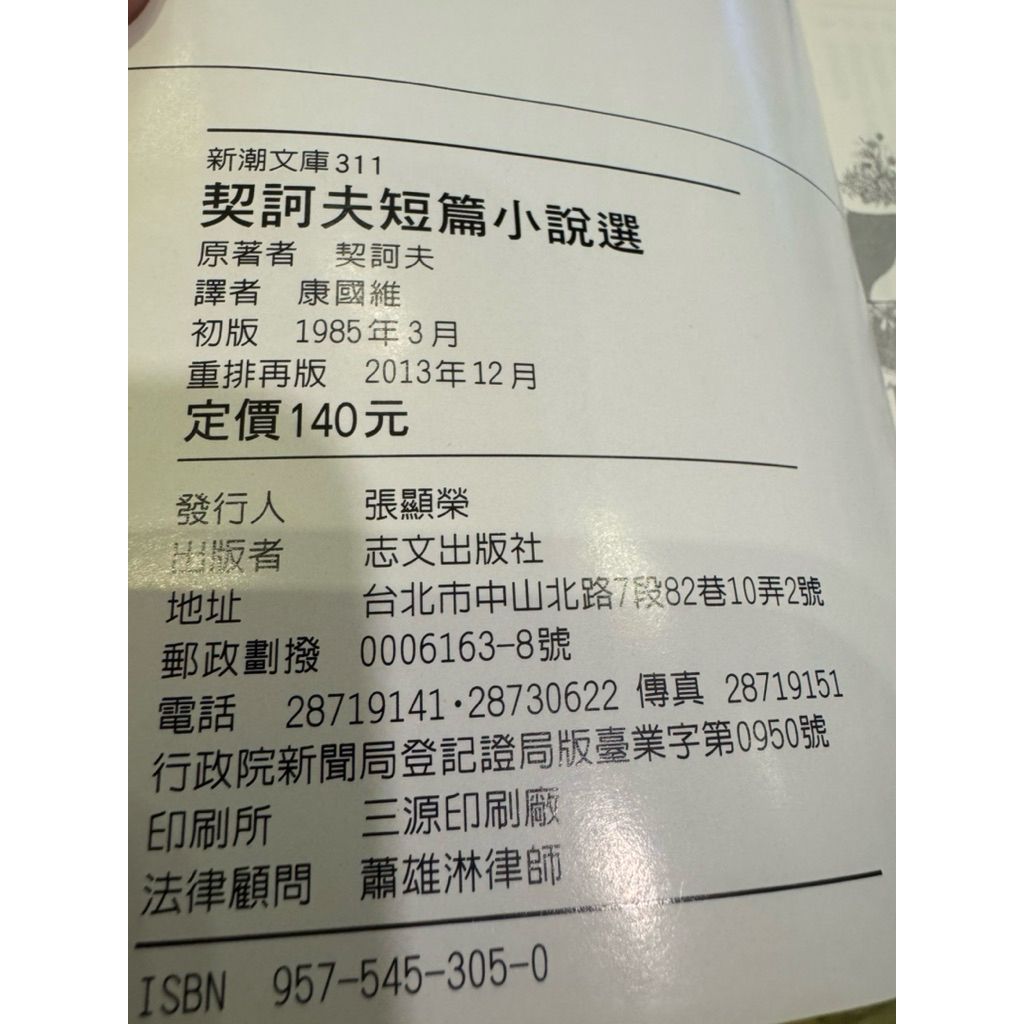 新潮文庫311
契訶夫短篇小說選
原著者 契訶夫
譯者 康國維
初版 1985年3月
重排再版 2013年12月
定價140元
發行人 張顯榮
出版者 志文出版社
地址 台北市中山北路7段82巷10弄2號
郵政劃撥 0006163-8號
電話 28719141·28730622 傳真 28719151
行政院新聞局登記證局版臺業字第0950號
印刷所 三源印刷廠
法律顧問 蕭雄淋律師
ISBN 957-545-305-0